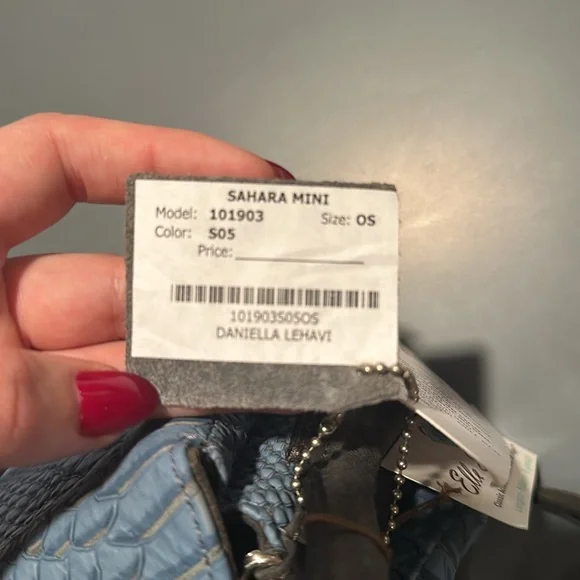 SAHARA MINI
Model: 101903 Size: OS
Color: S05
Price:
101903S05OS
DANIELLA LEHAVI